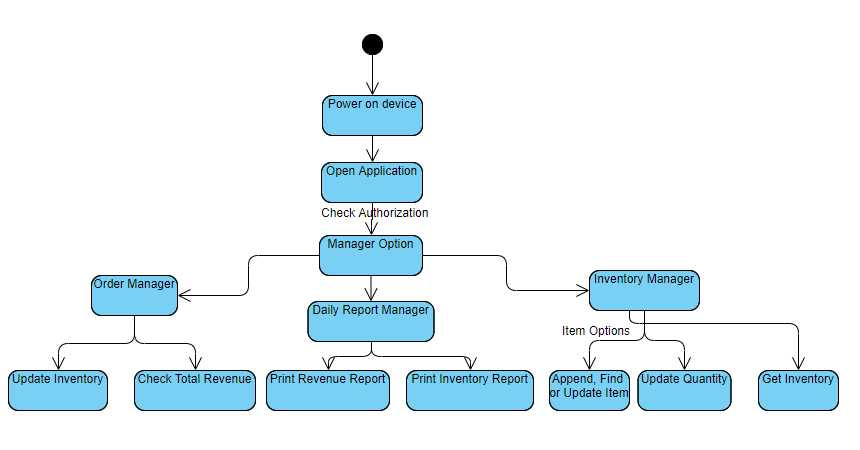 Power on device
Open Application
Check Authorization
Manager Option
Order Manager
Daily Report Manager
Inventory Manager
Item Options
Update Inventory
Check Total Revenue
Print Revenue Report
Print Inventory Report
Append, Find
or Update Item
Update Quantity
Get Inventory